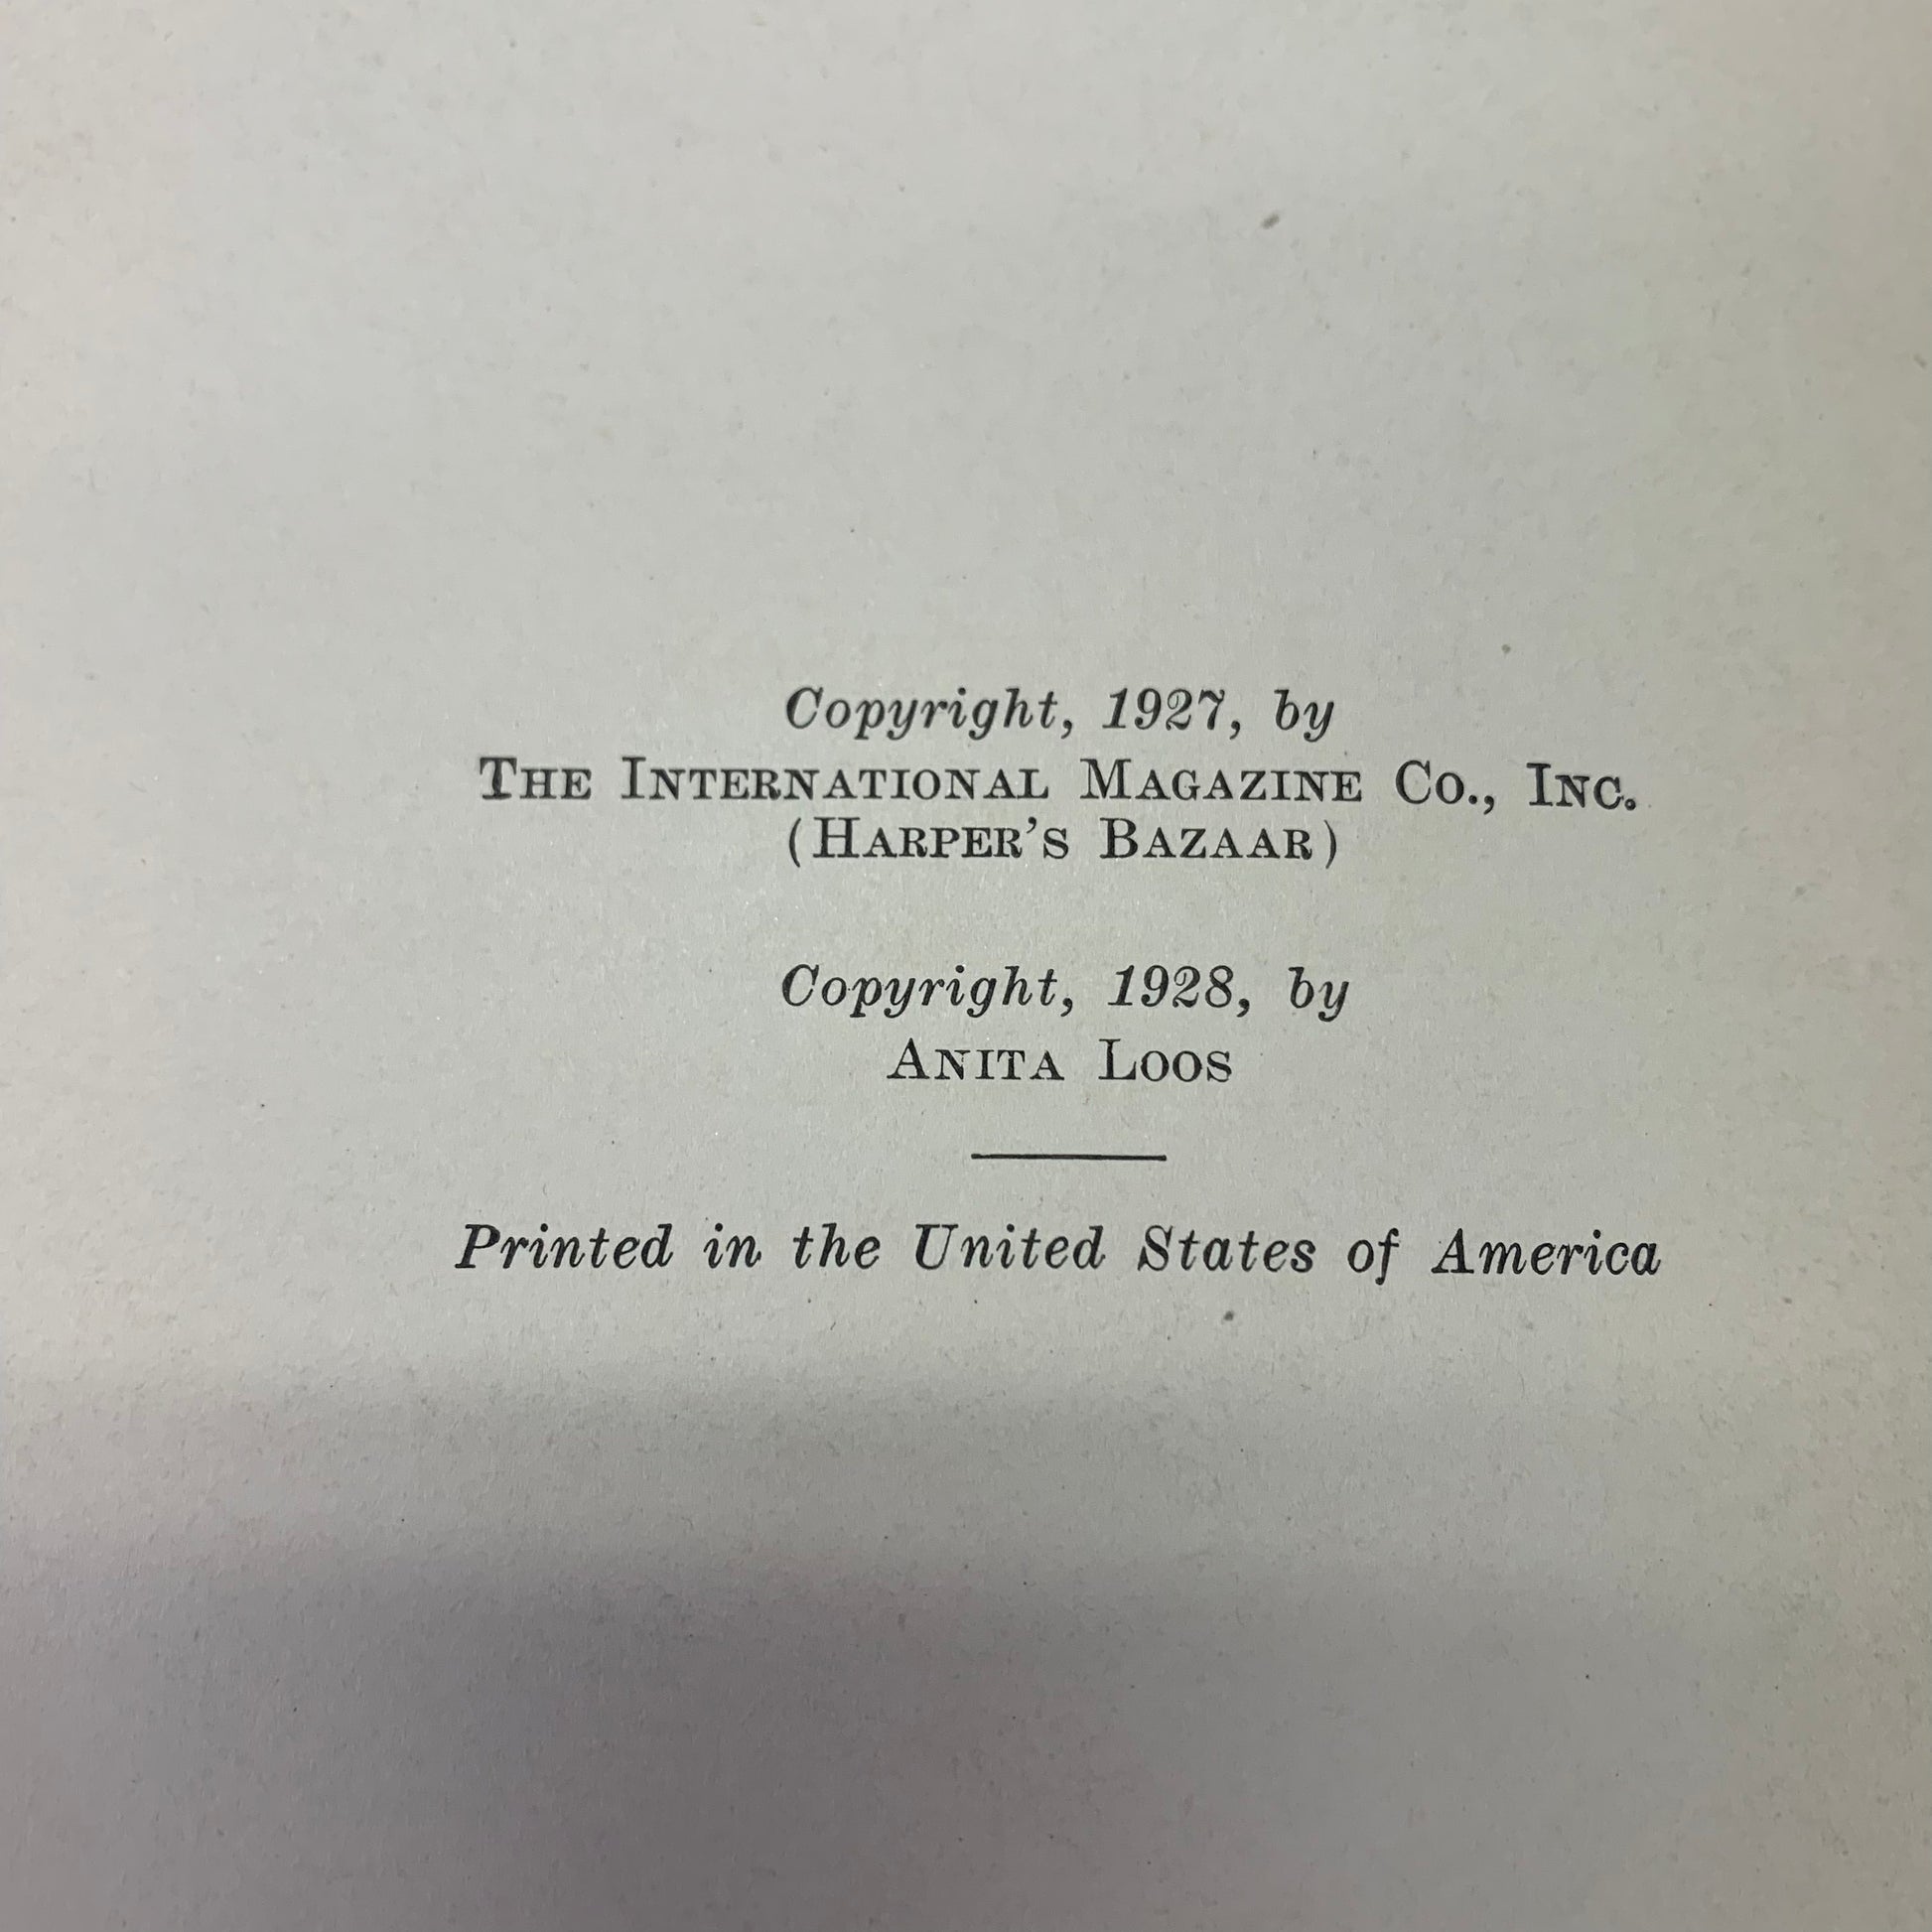 Copyright, 1927, by
The International Magazine Co., Inc.
(Harper's Bazaar)
Copyright, 1928, by
Anita Loos
Printed in the United States of America